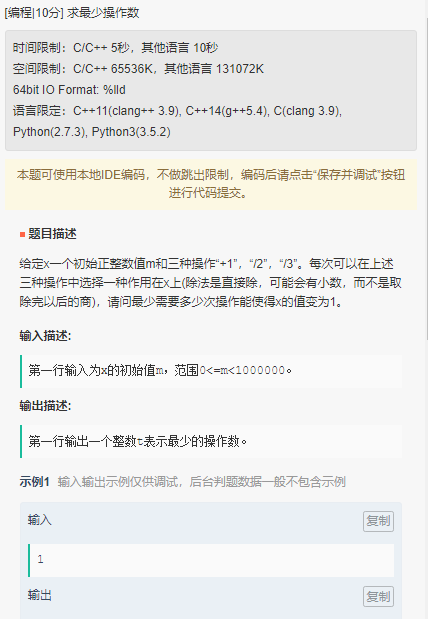 [编程|10分] 求最少操作数
时间限制：C/C++ 5秒，其他语言 10秒
空间限制：C/C++ 65536K，其他语言 131072K
64bit IO Format: %lld
语言限定：C++11(clang++ 3.9), C++14(g++5.4), C(clang 3.9),
Python(2.7.3), Python3(3.5.2)
本题可使用本地IDE编码，不做跳出限制，编码后请点击“保存并调试”按钮
进行代码提交。
题目描述
给定x一个初始正整数值m和三种操作“+1”，“/2”，“/3”。每次可以在上述
三种操作中选择一种作用在x上(除法是直接除，可能会有小数，而不是取
除完以后的商)，请问最少需要多少次操作能使得x的值变为1。
输入描述:
第一行输入为x的初始值m，范围0<=m<1000000。
输出描述:
第一行输出一个整数t表示最少的操作数。
示例1 输入输出示例仅供调试，后台判题数据一般不包含示例
输入 复制
1
输出 复制